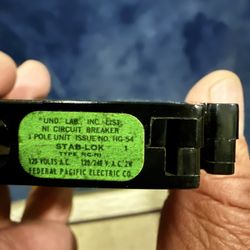 UND. LAB. INC. LIST.
NI CIRCUIT BREAKER
1 POLE UNIT ISSUE NO. HG-54
STAB-LOK 1
TYPE NC-NI
120 VOLTS A.C. 120/240 V. A.C. 2W
FEDERAL PACIFIC ELECTRIC CO.